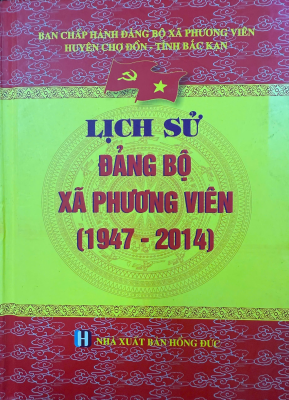 BAN CHẤP HÀNH ĐẢNG BỘ XÃ PHƯƠNG VIÊN
HUYỆN CHỢ ĐỒN - TỈNH BẮC KẠN
LỊCH SỬ
ĐẢNG BỘ
XÃ PHƯƠNG VIÊN
(1947 - 2014)
H NHÀ XUẤT BẢN HỒNG ĐỨC